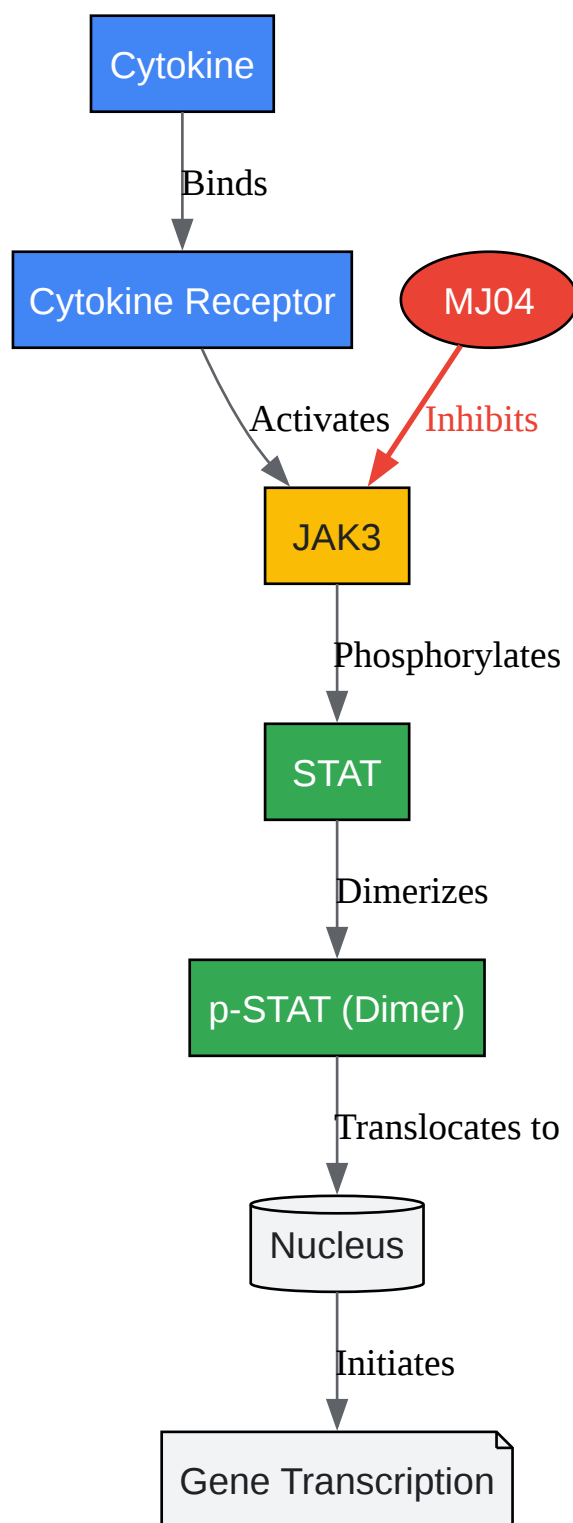 Cytokine
Binds
Cytokine Receptor
MJ04
Activates
Inhibits
JAK3
Phosphorylates
STAT
Dimerizes
p-STAT (Dimer)
Translocates to
Nucleus
Initiates
Gene Transcription